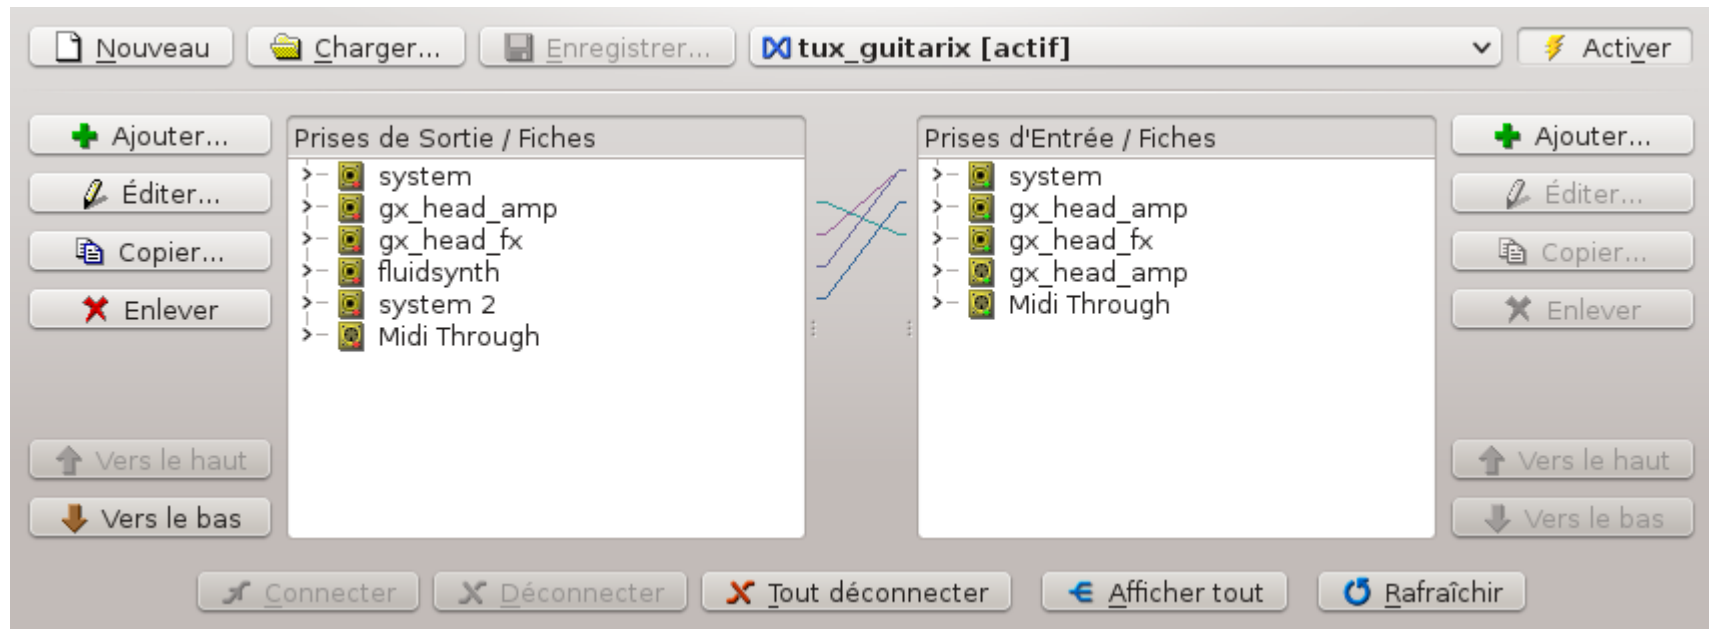 Nouveau Charger... Enregistrer... tux_guitarix [actif] Activer
Ajouter... Prises de Sortie / Fiches Prises d'Entrée / Fiches Ajouter...
system system
Éditer... gx_head_amp gx_head_amp Éditer...
gx_head_fx gx_head_fx
Copier... fluidsynth gx_head_amp Copier...
Enlever system 2 Midi Through Enlever
Midi Through
Vers le haut Vers le haut
Vers le bas Vers le bas
Connecter Déconnecter Tout déconnecter Afficher tout Rafraîchir